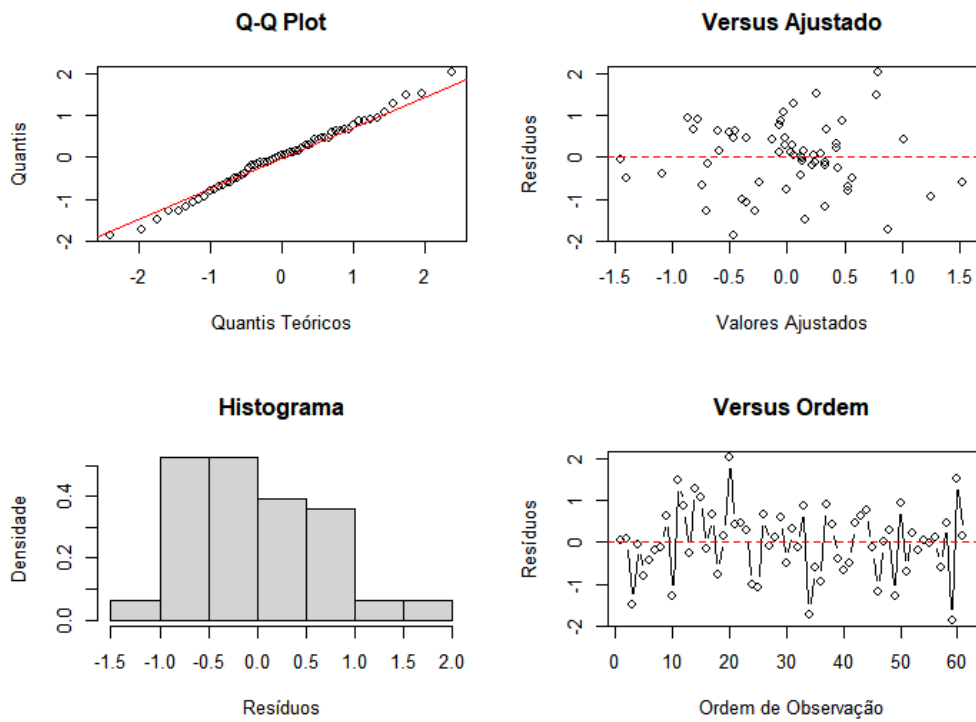 Q-Q Plot
Quantis
2
1
0
-1
-2
-2 -1 0 1 2
Quantis Teóricos
Versus Ajustado
Resíduos
2
1
0
-1
-2
-1.5 -1.0 -0.5 0.0 0.5 1.0 1.5
Valores Ajustados
Histograma
Densidade
0.4
0.2
0.0
-1.5 -1.0 -0.5 0.0 0.5 1.0 1.5 2.0
Resíduos
Versus Ordem
Resíduos
2
1
0
-1
-2
0 10 20 30 40 50 60
Ordem de Observação